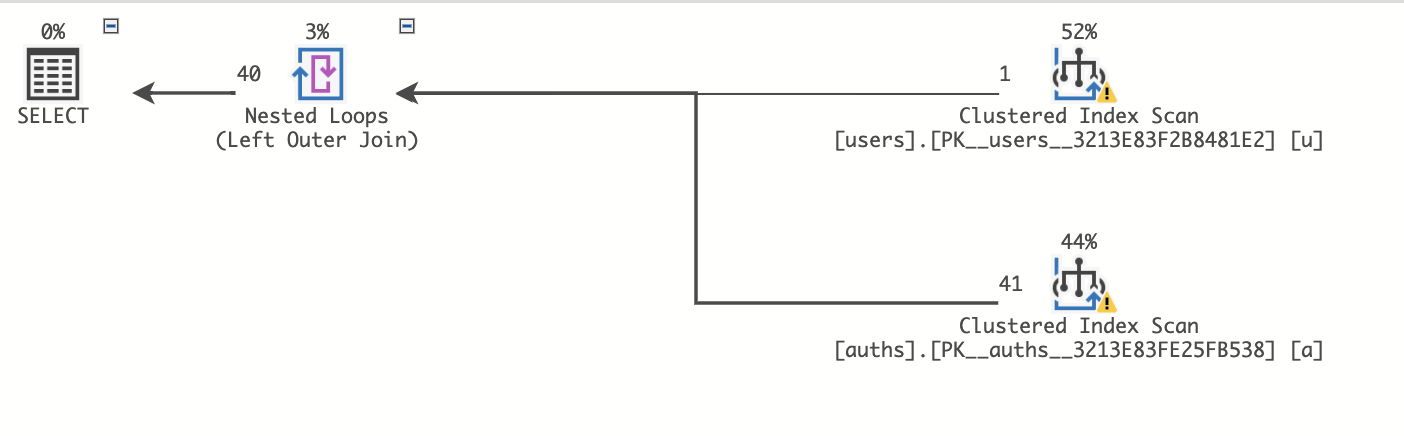 0%
3%
52%
40
1
SELECT
Nested Loops
(Left Outer Join)
Clustered Index Scan
[users].[PK__users__3213E83F2B8481E2] [u]
44%
41
Clustered Index Scan
[auths].[PK__auths__3213E83FE25FB538] [a]